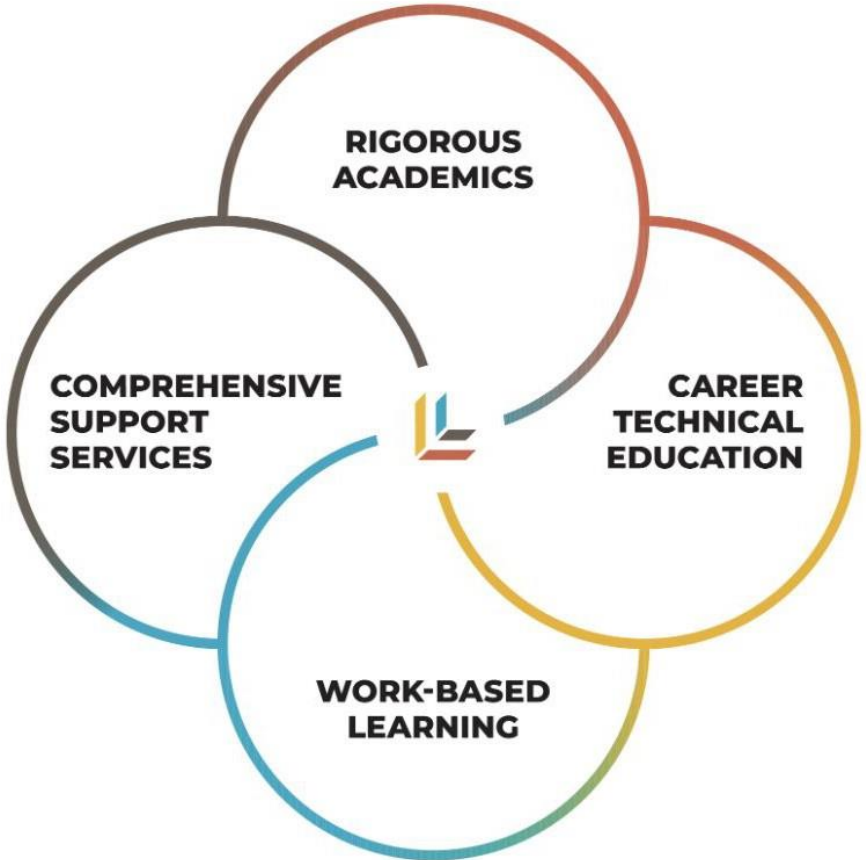 RIGOROUS
ACADEMICS
COMPREHENSIVE
SUPPORT
SERVICES
CAREER
TECHNICAL
EDUCATION
WORK-BASED
LEARNING